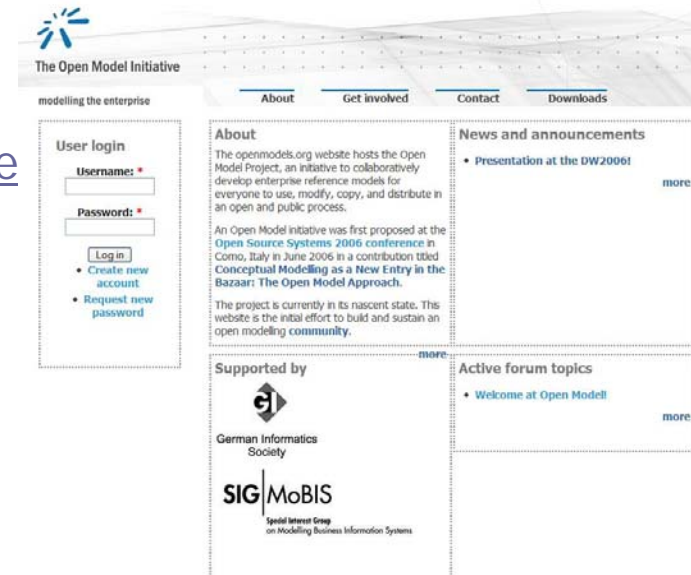 The Open Model Initiative
modelling the enterprise
About Get involved Contact Downloads
e
User login
Username: *
Password: *
Log in
• Create new
account
• Request new
password
About
The openmodels.org website hosts the Open
Model Project, an initiative to collaboratively
develop enterprise reference models for
everyone to use, modify, copy, and distribute in
an open and public process.
An Open Model initiative was first proposed at the
Open Source Systems 2006 conference in
Como, Italy in June 2006 in a contribution titled
Conceptual Modelling as a New Entry in the
Bazaar: The Open Model Approach.
The project is currently in its nascent state. This
website is the initial effort to build and sustain an
open modeling community.
more
News and announcements
• Presentation at the DW2006!
more
Supported by
GI
German Informatics
Society
SIG MoBIS
Special Interest Group
on Modelling Business Information Systems
Active forum topics
• Welcome at Open Model!
more